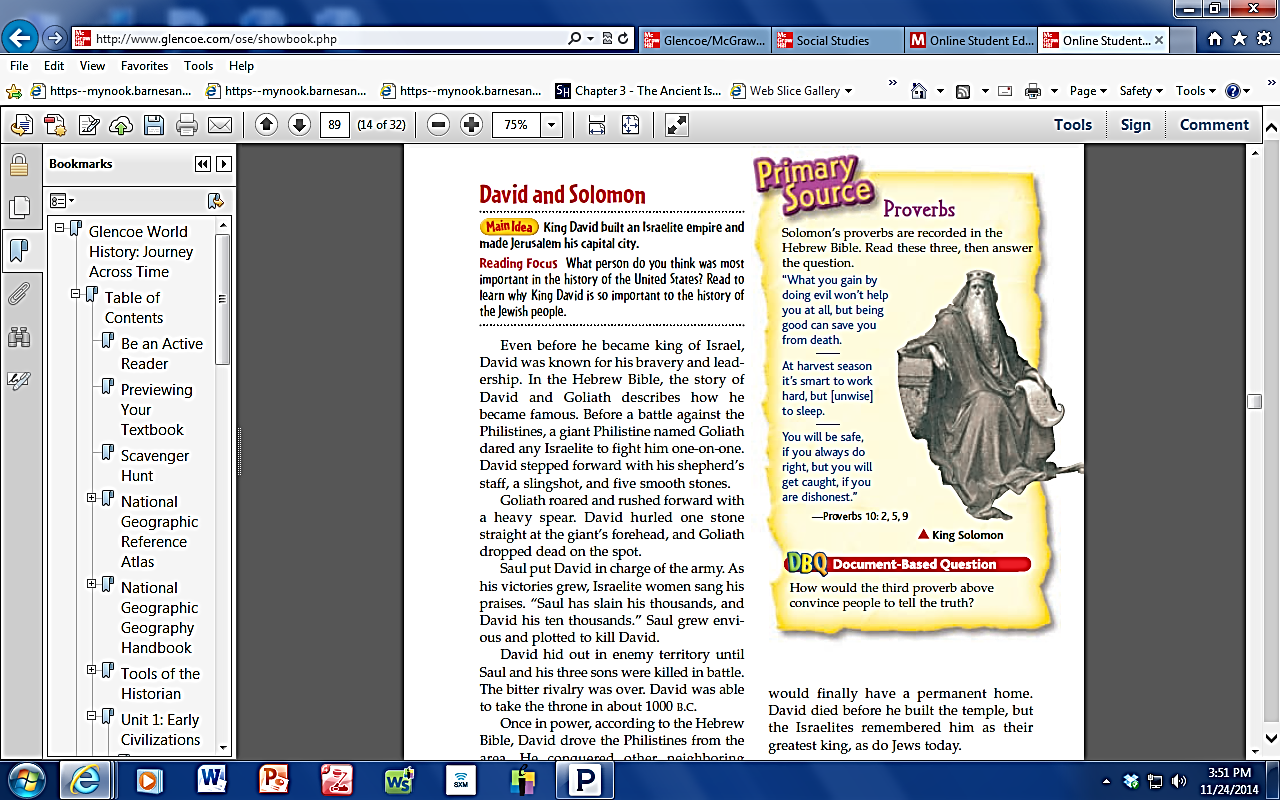 http://www.glencoe.com/ose/showbook.php
Glencoe/McGraw...
Social Studies
Online Student Ed...
Online Student...
File Edit View Favorites Tools Help
https--mynook.barnesan...
https--mynook.barnesan...
https--mynook.barnesan...
Chapter 3 - The Ancient Is...
Web Slice Gallery
Page
Safety
Tools
89 (14 of 32)
75%
Tools Sign Comment
Bookmarks
Glencoe World
History: Journey
Across Time
Table of
Contents
Be an Active
Reader
Previewing
Your
Textbook
Scavenger
Hunt
National
Geographic
Reference
Atlas
National
Geographic
Geography
Handbook
Tools of the
Historian
Unit 1: Early
Civilizations
David and Solomon
Main Idea King David built an Israelite empire and
made Jerusalem his capital city.
Reading Focus What person do you think was most
important in the history of the United States? Read to
learn why King David is so important to the history of
the Jewish people.
Even before he became king of Israel,
David was known for his bravery and lead-
ership. In the Hebrew Bible, the story of
David and Goliath describes how he
became famous. Before a battle against the
Philistines, a giant Philistine named Goliath
dared any Israelite to fight him one-on-one.
David stepped forward with his shepherd's
staff, a slingshot, and five smooth stones.
Goliath roared and rushed forward with
a heavy spear. David hurled one stone
straight at the giant's forehead, and Goliath
dropped dead on the spot.
Saul put David in charge of the army. As
his victories grew, Israelite women sang his
praises. "Saul has slain his thousands, and
David his ten thousands." Saul grew envi-
ous and plotted to kill David.
David hid out in enemy territory until
Saul and his three sons were killed in battle.
The bitter rivalry was over. David was able
to take the throne in about 1000 B.C.
Once in power, according to the Hebrew
Bible, David drove the Philistines from the
area. He conquered other neighboring
Primary
Source
Proverbs
Solomon's proverbs are recorded in the
Hebrew Bible. Read these three, then answer
the question.
"What you gain by
doing evil won't help
you at all, but being
good can save you
from death.
At harvest season
it's smart to work
hard, but [unwise]
to sleep.
You will be safe,
if you always do
right, but you will
get caught, if you
are dishonest."
—Proverbs 10: 2, 5, 9
King Solomon
DBQ Document-Based Question
How would the third proverb above
convince people to tell the truth?
would finally have a permanent home.
David died before he built the temple, but
the Israelites remembered him as their
greatest king, as do Jews today.
SXM
3:51 PM
11/24/2014